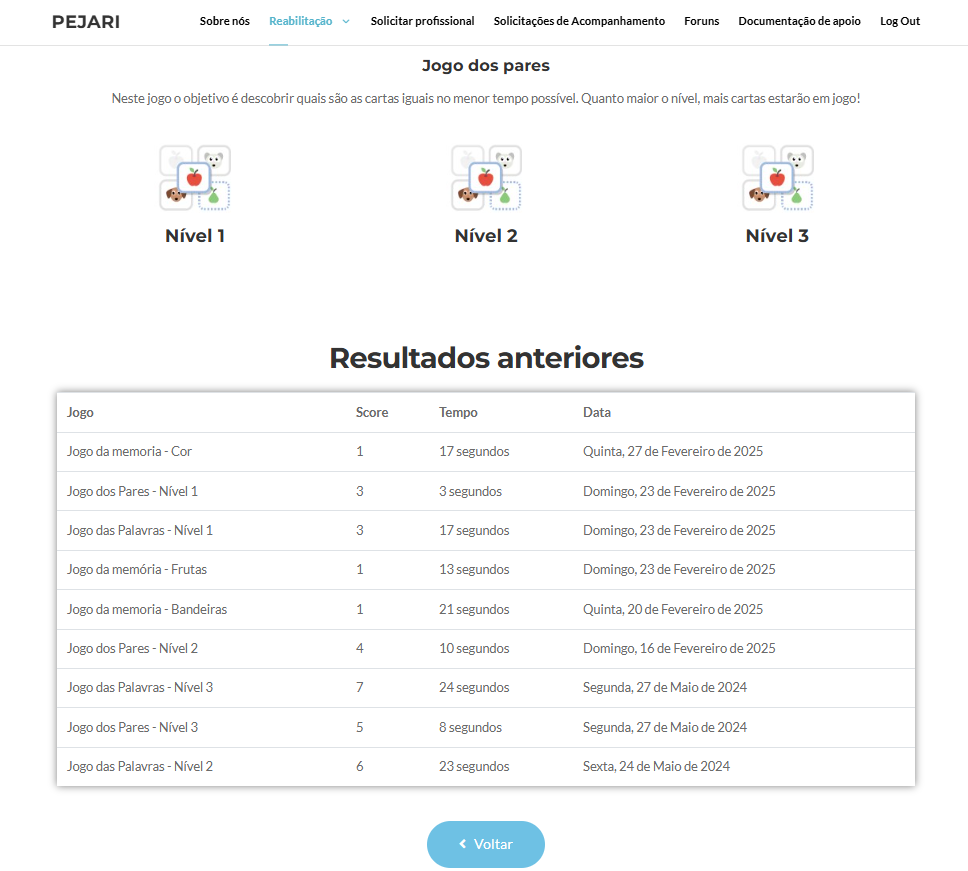 PEJARI Sobre nós Reabilitação Solicitar profissional Solicitações de Acompanhamento Foruns Documentação de apoio Log Out
Jogo dos pares
Neste jogo o objetivo é descobrir quais são as cartas iguais no menor tempo possível. Quanto maior o nível, mais cartas estarão em jogo!
Nível 1 Nível 2 Nível 3
Resultados anteriores
Jogo Score Tempo Data
Jogo da memoria - Cor 1 17 segundos Quinta, 27 de Fevereiro de 2025
Jogo dos Pares - Nível 1 3 3 segundos Domingo, 23 de Fevereiro de 2025
Jogo das Palavras - Nível 1 3 17 segundos Domingo, 23 de Fevereiro de 2025
Jogo da memória - Frutas 1 13 segundos Domingo, 23 de Fevereiro de 2025
Jogo da memoria - Bandeiras 1 21 segundos Quinta, 20 de Fevereiro de 2025
Jogo dos Pares - Nível 2 4 10 segundos Domingo, 16 de Fevereiro de 2025
Jogo das Palavras - Nível 3 7 24 segundos Segunda, 27 de Maio de 2024
Jogo dos Pares - Nível 3 5 8 segundos Segunda, 27 de Maio de 2024
Jogo das Palavras - Nível 2 6 23 segundos Sexta, 24 de Maio de 2024
Voltar